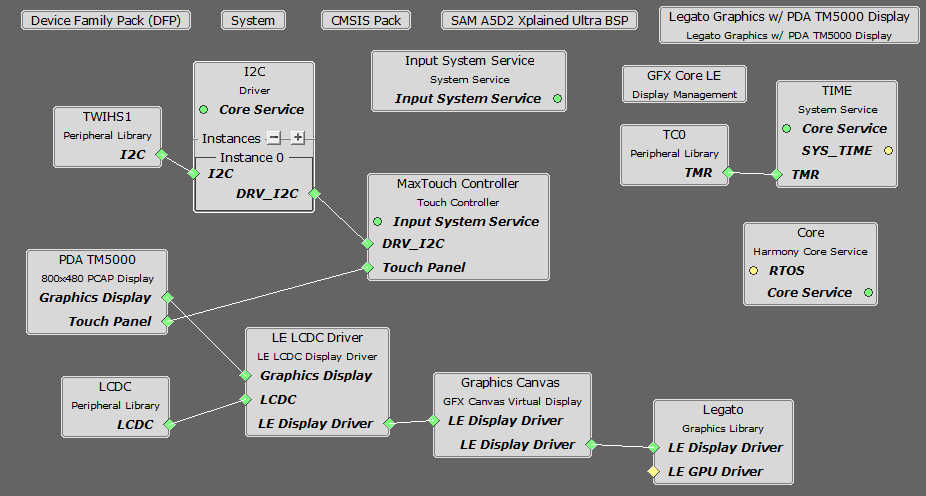 Device Family Pack (DFP)
System
CMSIS Pack
SAM A5D2 Xplained Ultra BSP
Legato Graphics w/ PDA TM5000 Display
Legato Graphics w/ PDA TM5000 Display
I2C
Driver
Core Service
Instances
Instance 0
I2C
DRV_I2C
Input System Service
System Service
Input System Service
GFX Core LE
Display Management
TIME
System Service
Core Service
SYS_TIME
TMR
TWIHS1
Peripheral Library
I2C
TC0
Peripheral Library
TMR
MaxTouch Controller
Touch Controller
Input System Service
DRV_I2C
Touch Panel
Core
Harmony Core Service
RTOS
Core Service
PDA TM5000
800x480 PCAP Display
Graphics Display
Touch Panel
LE LCDC Driver
LE LCDC Display Driver
Graphics Display
LCDC
LE Display Driver
LCDC
Peripheral Library
LCDC
Graphics Canvas
GFX Canvas Virtual Display
LE Display Driver
LE Display Driver
Legato
Graphics Library
LE Display Driver
LE GPU Driver